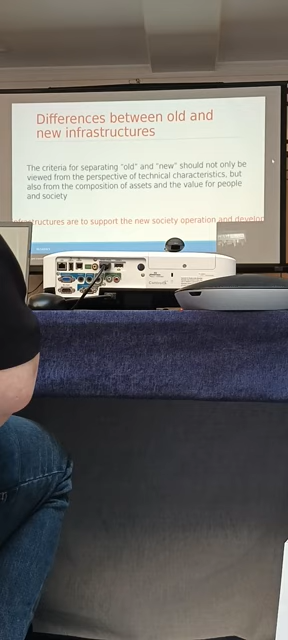 Differences between old and
new infrastructures
The criteria for separating "old" and "new" should not only be
viewed from the perspective of technical characteristics, but
also from the composition of assets and the value for people
and society
rastructures are to support the new society operation and develop